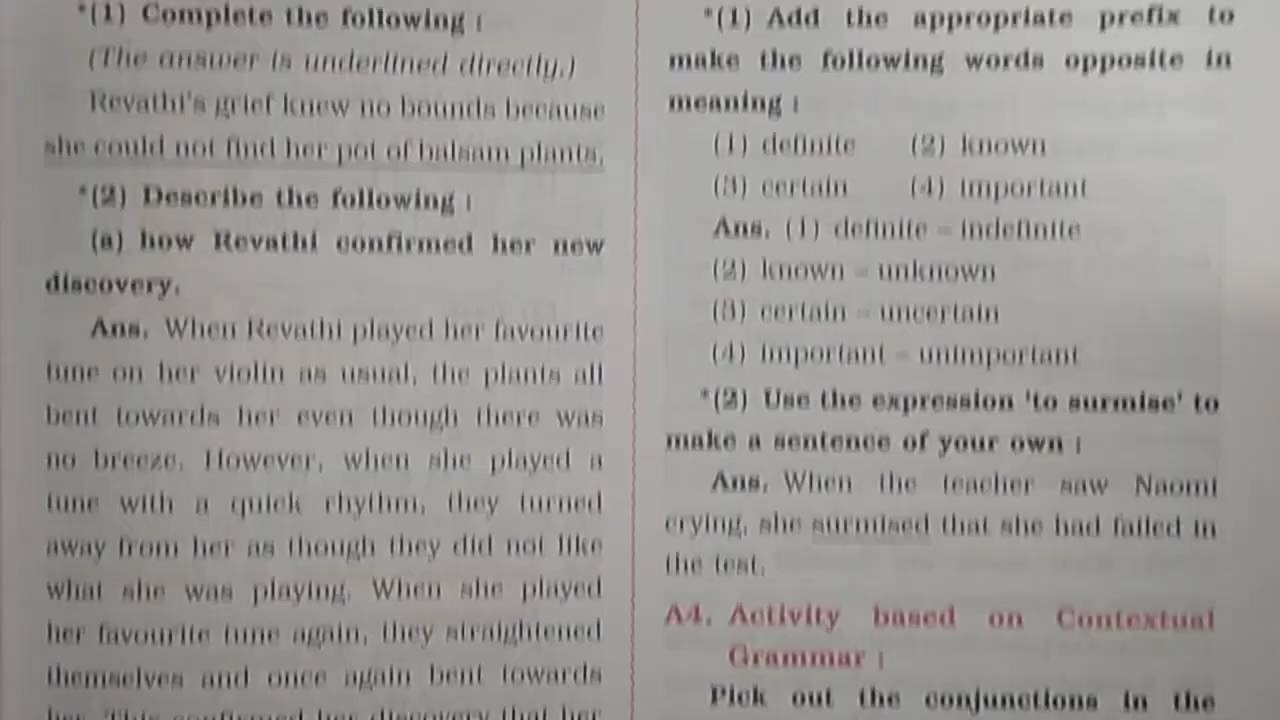 *(1) Complete the following :
(The answer is underlined directly.)
Revathi's grief knew no bounds because
she could not find her pot of balsam plants.
*(2) Describe the following :
(a) how Revathi confirmed her new
discovery.
Ans. When Revathi played her favourite
tune on her violin as usual, the plants all
bent towards her even though there was
no breeze. However, when she played a
tune with a quick rhythm, they turned
away from her as though they did not like
what she was playing. When she played
her favourite tune again, they straightened
themselves and once again bent towards
her. This confirmed her discovery that her
*(1) Add the appropriate prefix to
make the following words opposite in
meaning :
(1) definite (2) known
(3) certain (4) important
Ans. (1) definite – indefinite
(2) known – unknown
(3) certain – uncertain
(4) important – unimportant
*(2) Use the expression 'to surmise' to
make a sentence of your own :
Ans. When the teacher saw Naomi
crying, she surmised that she had failed in
the test.
A4. Activity based on Contextual
Grammar :
Pick out the conjunctions in the